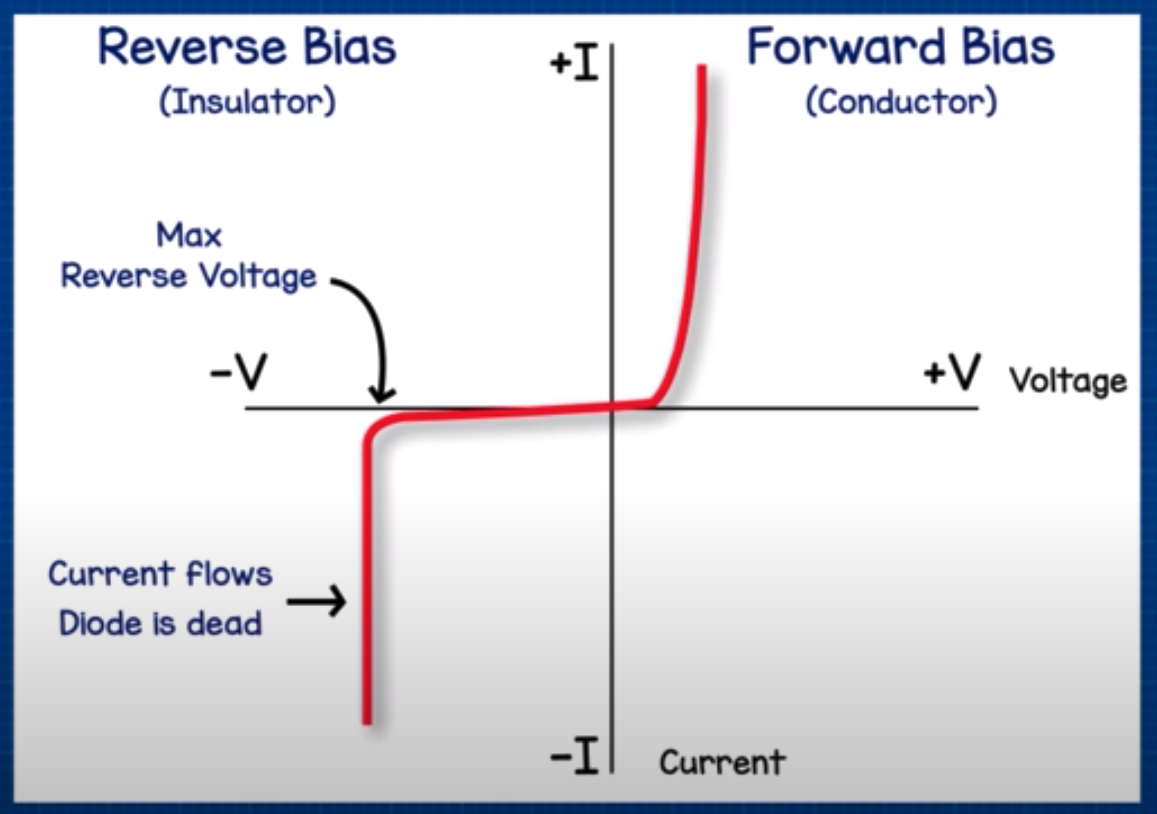 Reverse Bias
(Insulator)
+I
Forward Bias
(Conductor)
Max
Reverse Voltage
-V
+V
Voltage
Current flows
Diode is dead
-I
Current